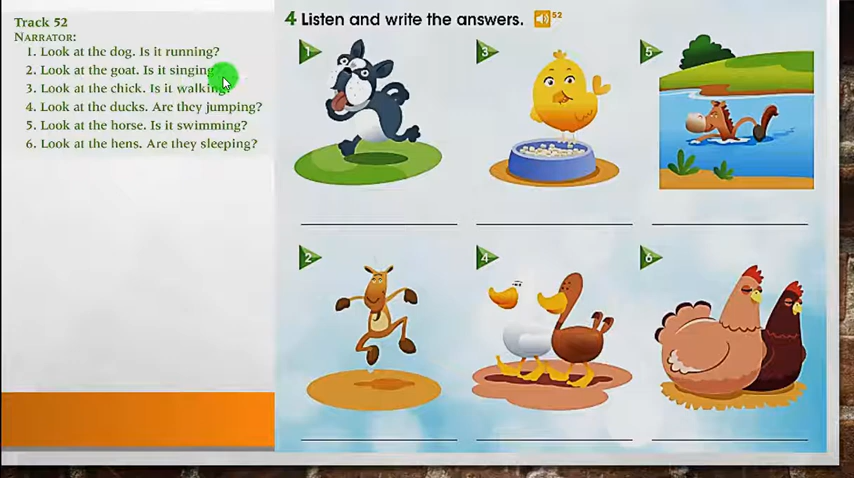 Track 52
NARRATOR:
1. Look at the dog. Is it running?
2. Look at the goat. Is it singing
3. Look at the chick. Is it walking?
4. Look at the ducks. Are they jumping?
5. Look at the horse. Is it swimming?
6. Look at the hens. Are they sleeping?
4 Listen and write the answers. 52
1
3
5
2
4
6